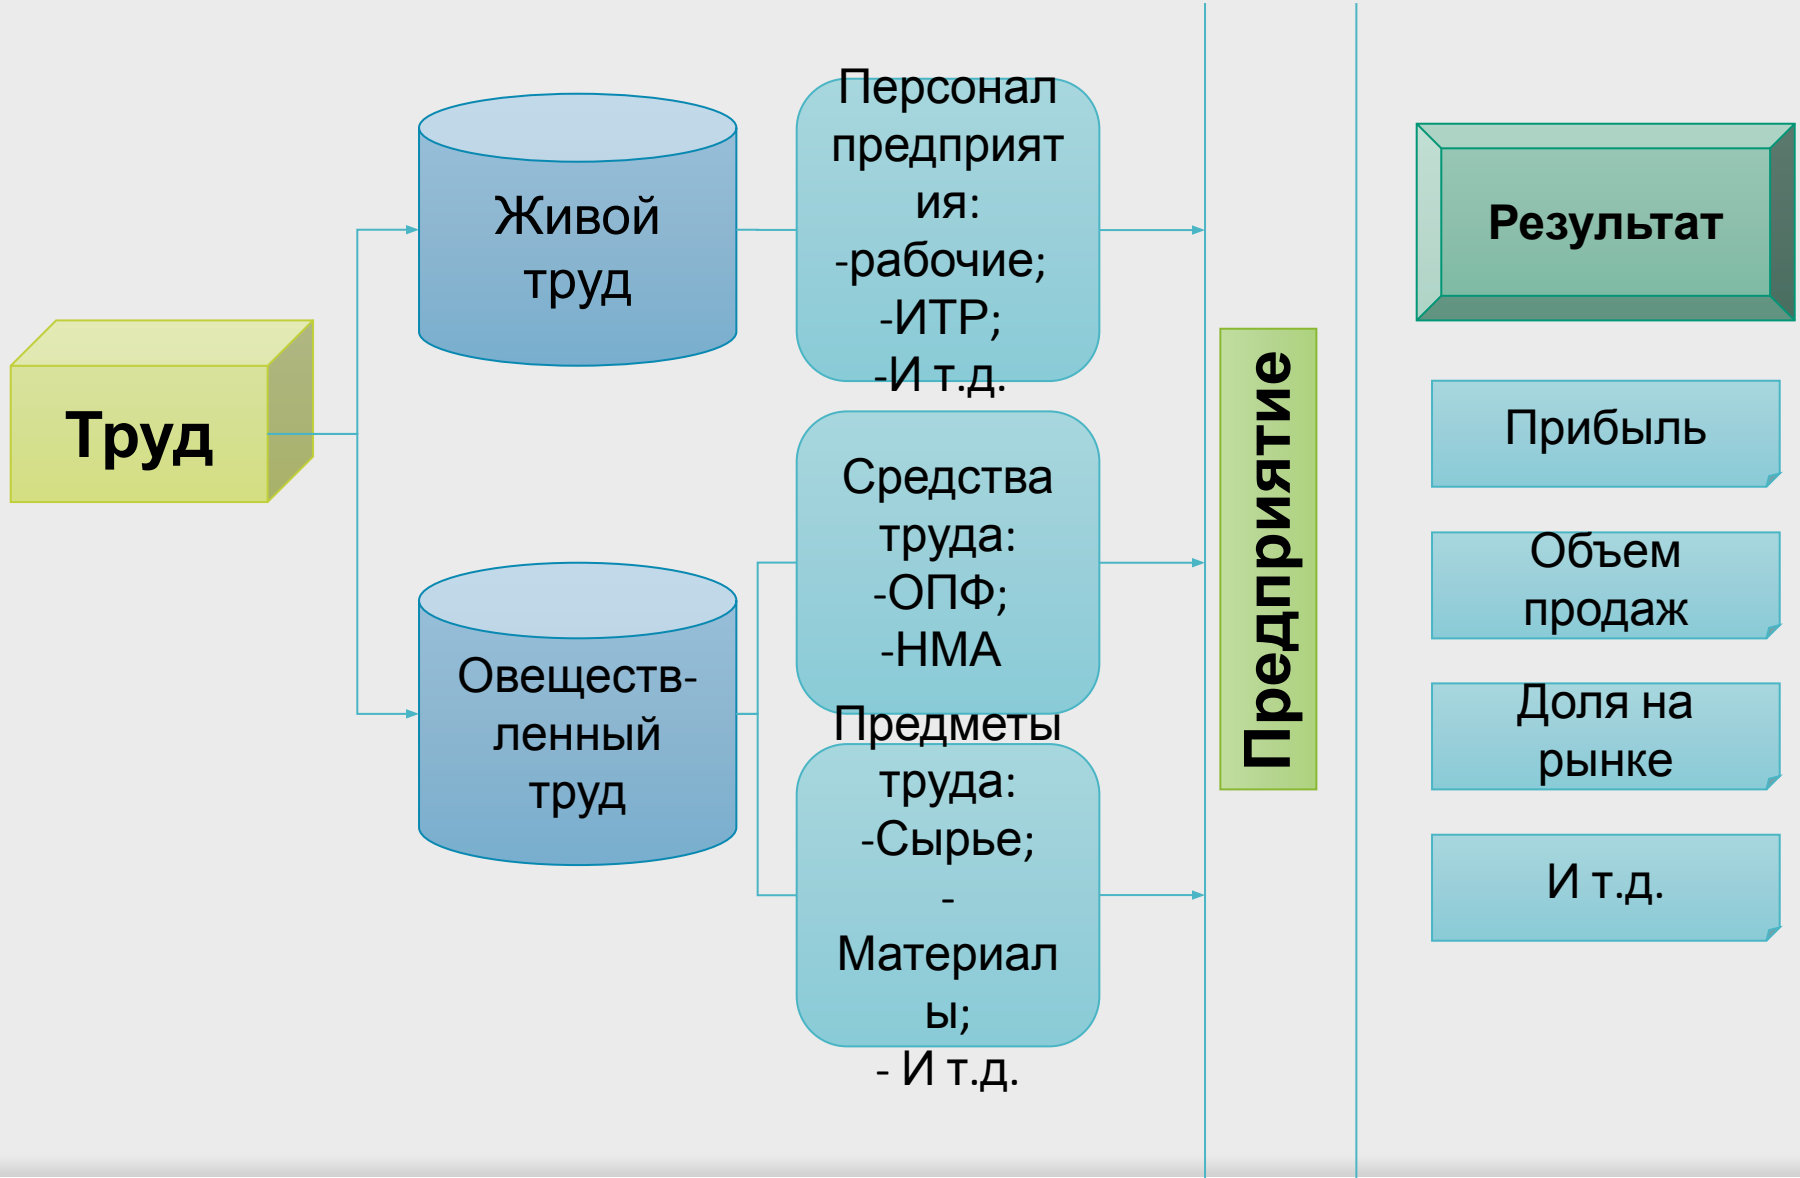 Труд
Живой
труд
Овеществ-
ленный
труд
Персонал
предприят
ия:
-рабочие;
-ИТР;
-И т.д.
Средства
труда:
-ОПФ;
-НМА
Предметы
труда:
-Сырье;
-
Материал
ы;
- И т.д.
Предприятие
Результат
Прибыль
Объем
продаж
Доля на
рынке
И т.д.